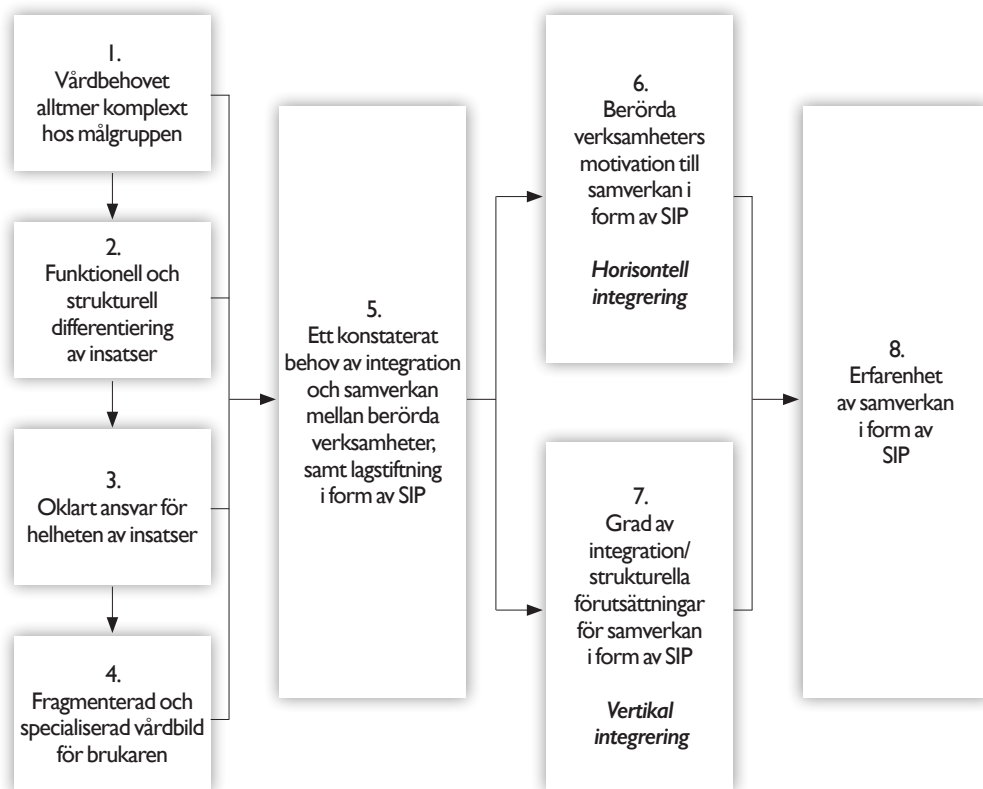 1.
Vårdbehovet
alltmer komplext
hos målgruppen
2.
Funktionell och
strukturell
differentiering
av insatser
3.
Oklart ansvar för
helheten av insatser
4.
Fragmenterad och
specialiserad vårdbild
för brukaren
5.
Ett konstaterat
behov av integration
och samverkan
mellan berörda
verksamheter,
samt lagstiftning
i form av SIP
6.
Berörda
verksamheters
motivation till
samverkan i
form av SIP
Horisontell
integrering
7.
Grad av
integration/
strukturella
förutsättningar
för samverkan
i form av SIP
Vertikal
integrering
8.
Erfarenhet
av samverkan
i form av
SIP